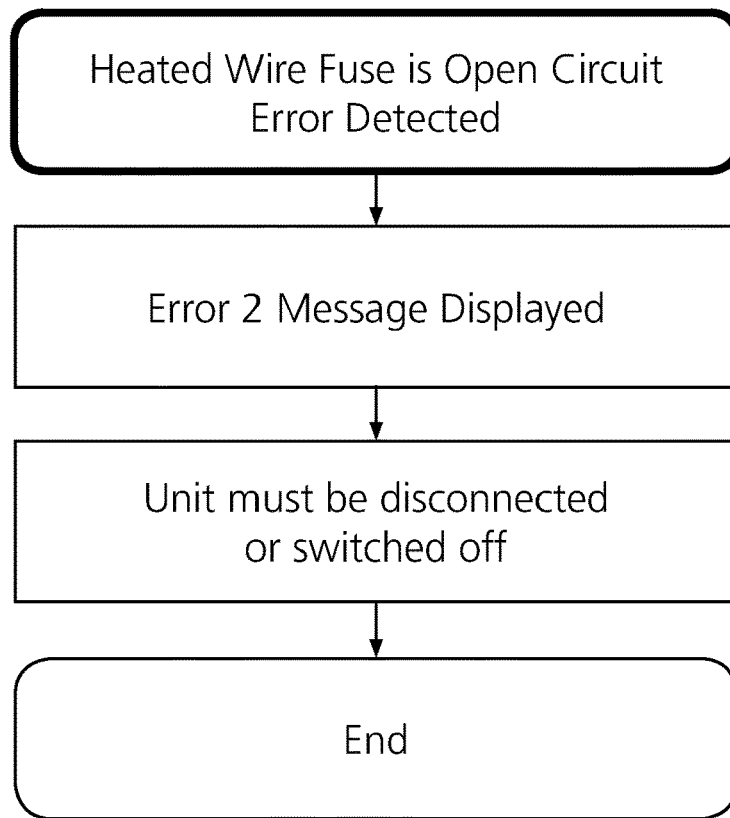 Heated Wire Fuse is Open Circuit
Error Detected
Error 2 Message Displayed
Unit must be disconnected
or switched off
End